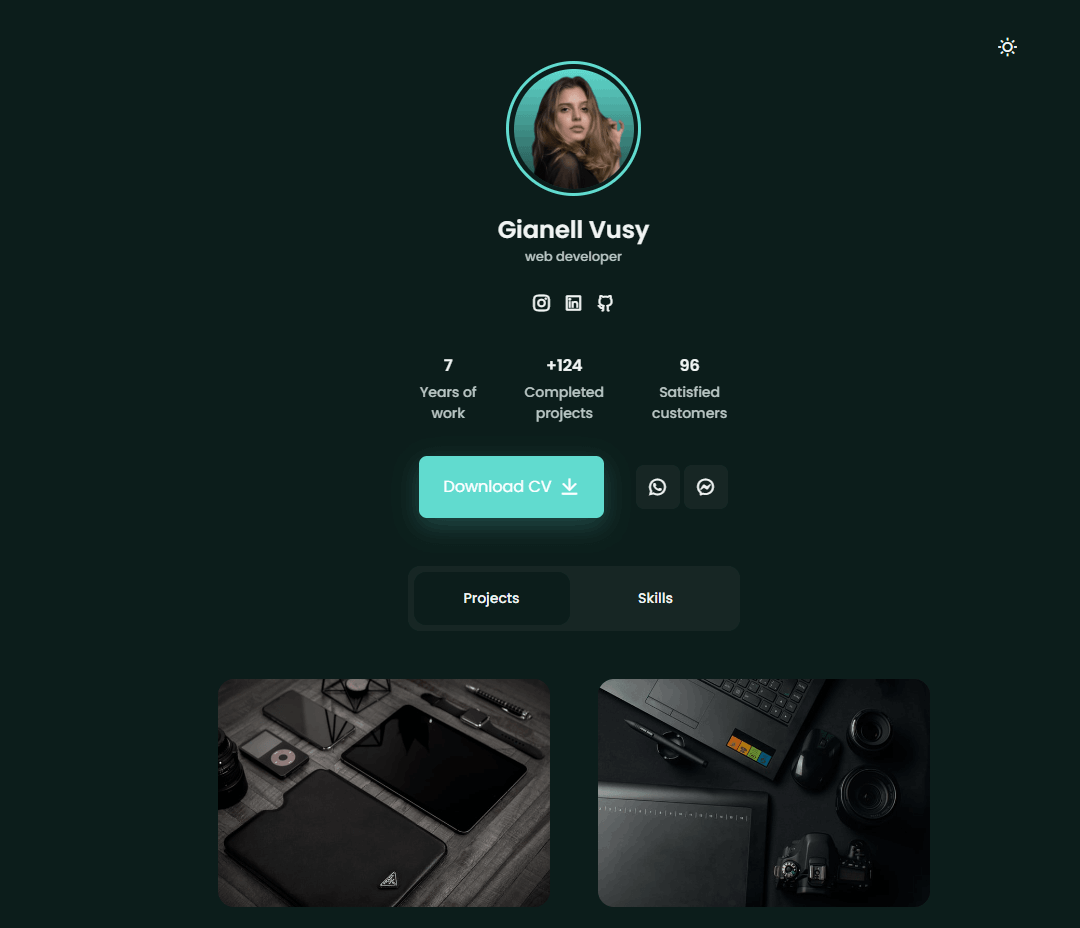 Gianell Vusy
web developer
7
+124
96
Years of
work
Completed
projects
Satisfied
customers
Download CV
Projects
Skills